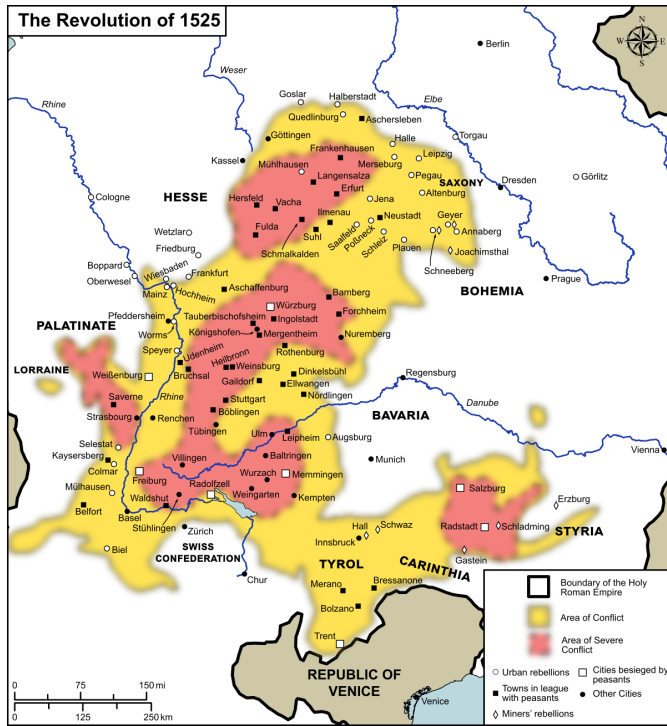 The Revolution of 1525
N
W E
S
Berlin
Weser
Rhine
Elbe
Goslar
Halberstadt
Quedlinburg
Aschersleben
Göttingen
Halle
Torgau
Frankenhausen
Kassel
Mühlhausen
Merseburg
Leipzig
Langensalza
Pegau
SAXONY
Dresden
Görlitz
HESSE
Hersfeld
Vacha
Erfurt
Jena
Altenburg
Cologne
Ilmenau
Neustadt
Geyer
Fulda
Suhl
Saalfeld
Poßneck
Schleiz
Annaberg
Wetzlar
Schmalkalden
Plauen
Joachimsthal
Friedburg
Schneeberg
Boppard
Oberwesel
Wiesbaden
Frankfurt
Prague
Mainz
Hochheim
Aschaffenburg
Bamberg
BOHEMIA
Würzburg
Pfeddersheim
Tauberbischofsheim
Ingolstadt
Forchheim
PALATINATE
Königshofen
Mergentheim
Worms
Nuremberg
Speyer
Udenheim
Rothenburg
LORRAINE
Heilbronn
Weinsburg
Dinkelsbühl
Weißenburg
Bruchsal
Gaildorf
Ellwangen
Regensburg
Saverne
Rhine
Stuttgart
Nördlingen
Böblingen
BAVARIA
Danube
Strasbourg
Renchen
Tübingen
Ulm
Leipheim
Augsburg
Selestat
Vienna
Kaysersberg
Villingen
Baltringen
Munich
Colmar
Freiburg
Radolfzell
Wurzach
Memmingen
Mülhausen
Salzburg
Waldshut
Weingarten
Kempten
Erzburg
Belfort
Basel
Stühlingen
Hall
Schwaz
Radstadt
Schladming
Zürich
STYRIA
Innsbruck
Biel
SWISS
CONFEDERATION
Gastein
TYROL
CARINTHIA
Chur
Merano
Bressanone
Bolzano
Trent
REPUBLIC OF
VENICE
Venice
Boundary of the Holy
Roman Empire
Area of Conflict
Area of Severe
Conflict
Urban rebellions
Cities besieged by
peasants
Towns in league
with peasants
Other Cities
Miners' rebellions
0 75 150 mi
0 125 250 km